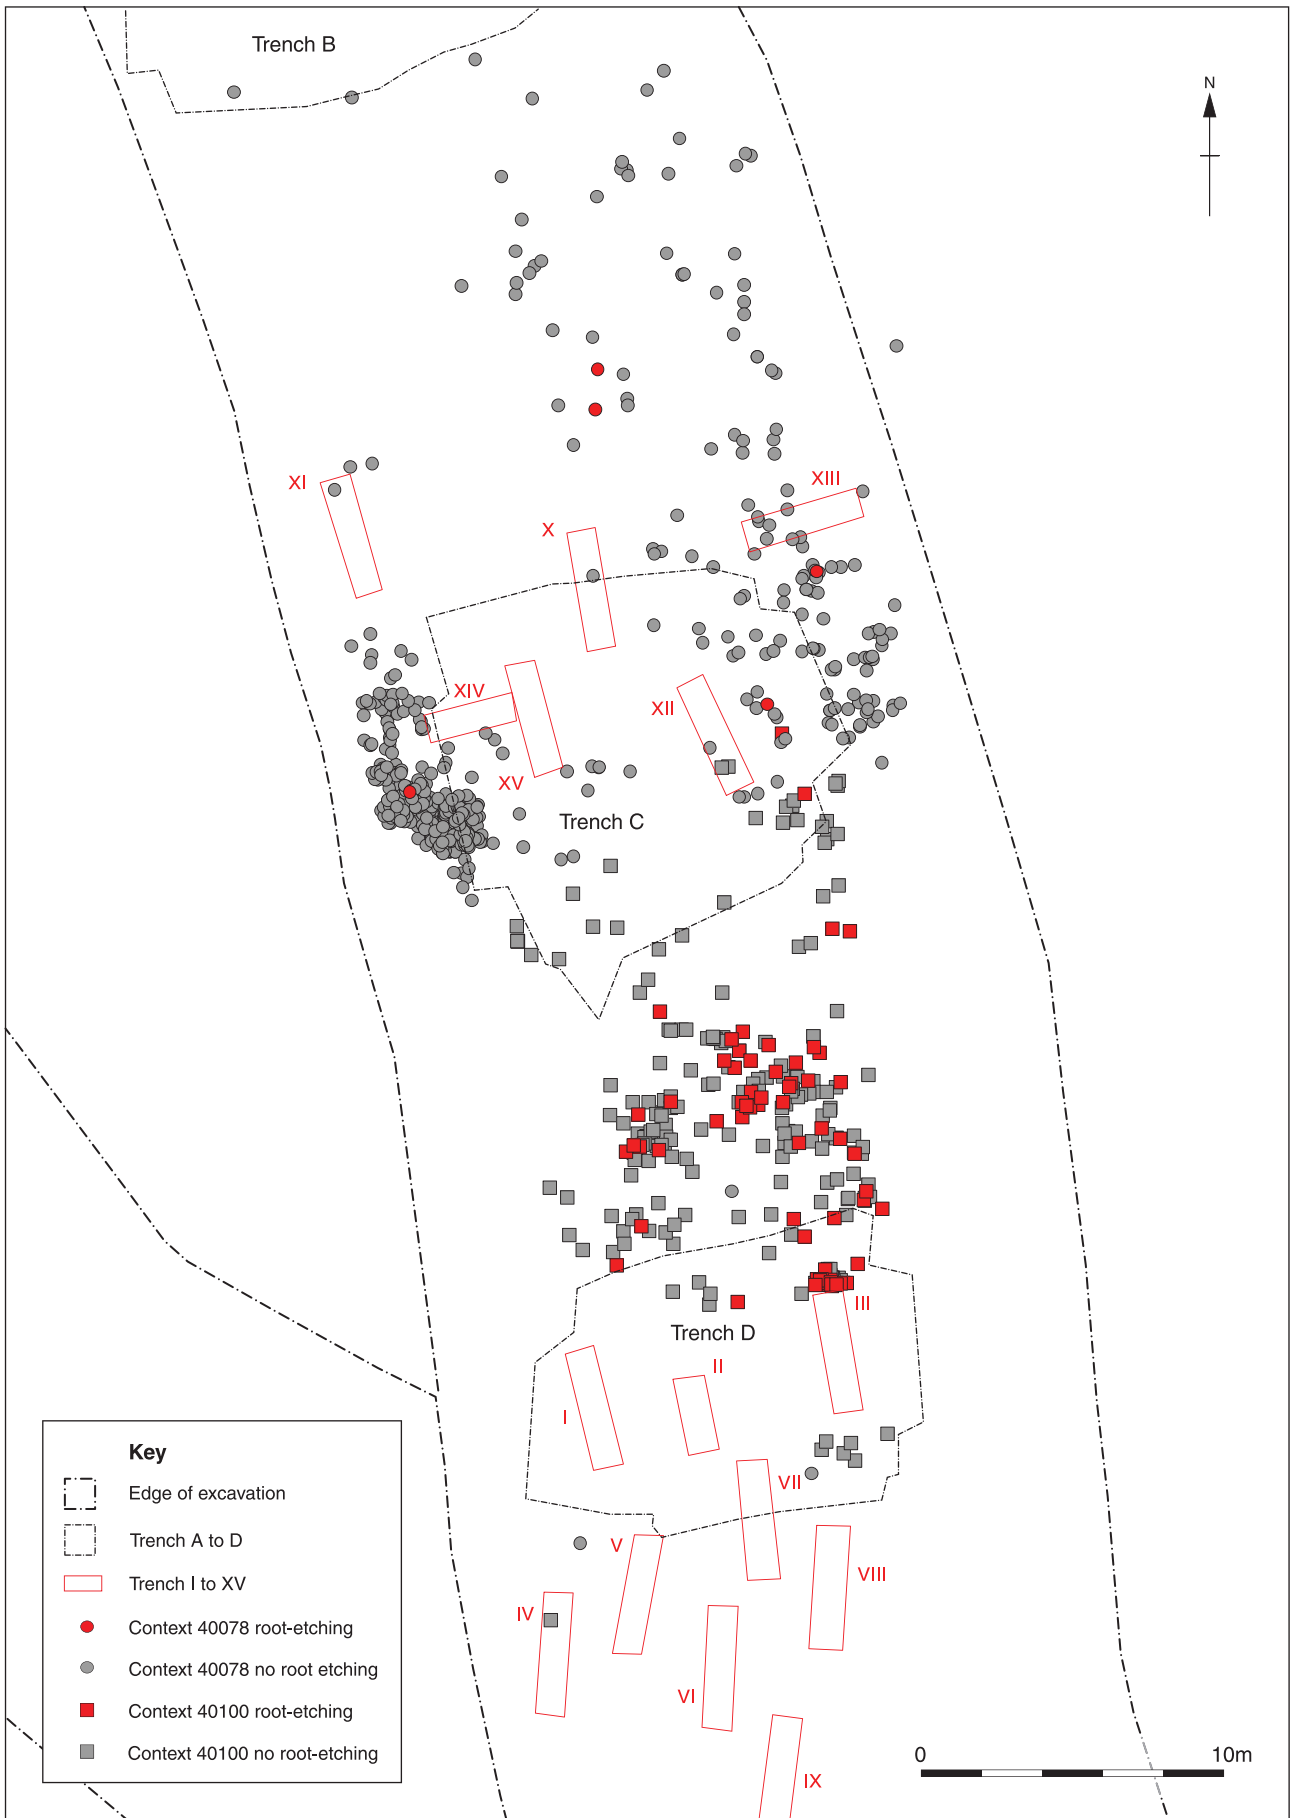 Trench B
N
XI
XIII
X
XIV
XII
XV
Trench C
III
Trench D
II
I
VII
V
VIII
IV
VI
IX
Key
Edge of excavation
Trench A to D
Trench I to XV
Context 40078 root-etching
Context 40078 no root etching
Context 40100 root-etching
Context 40100 no root-etching
0 10m